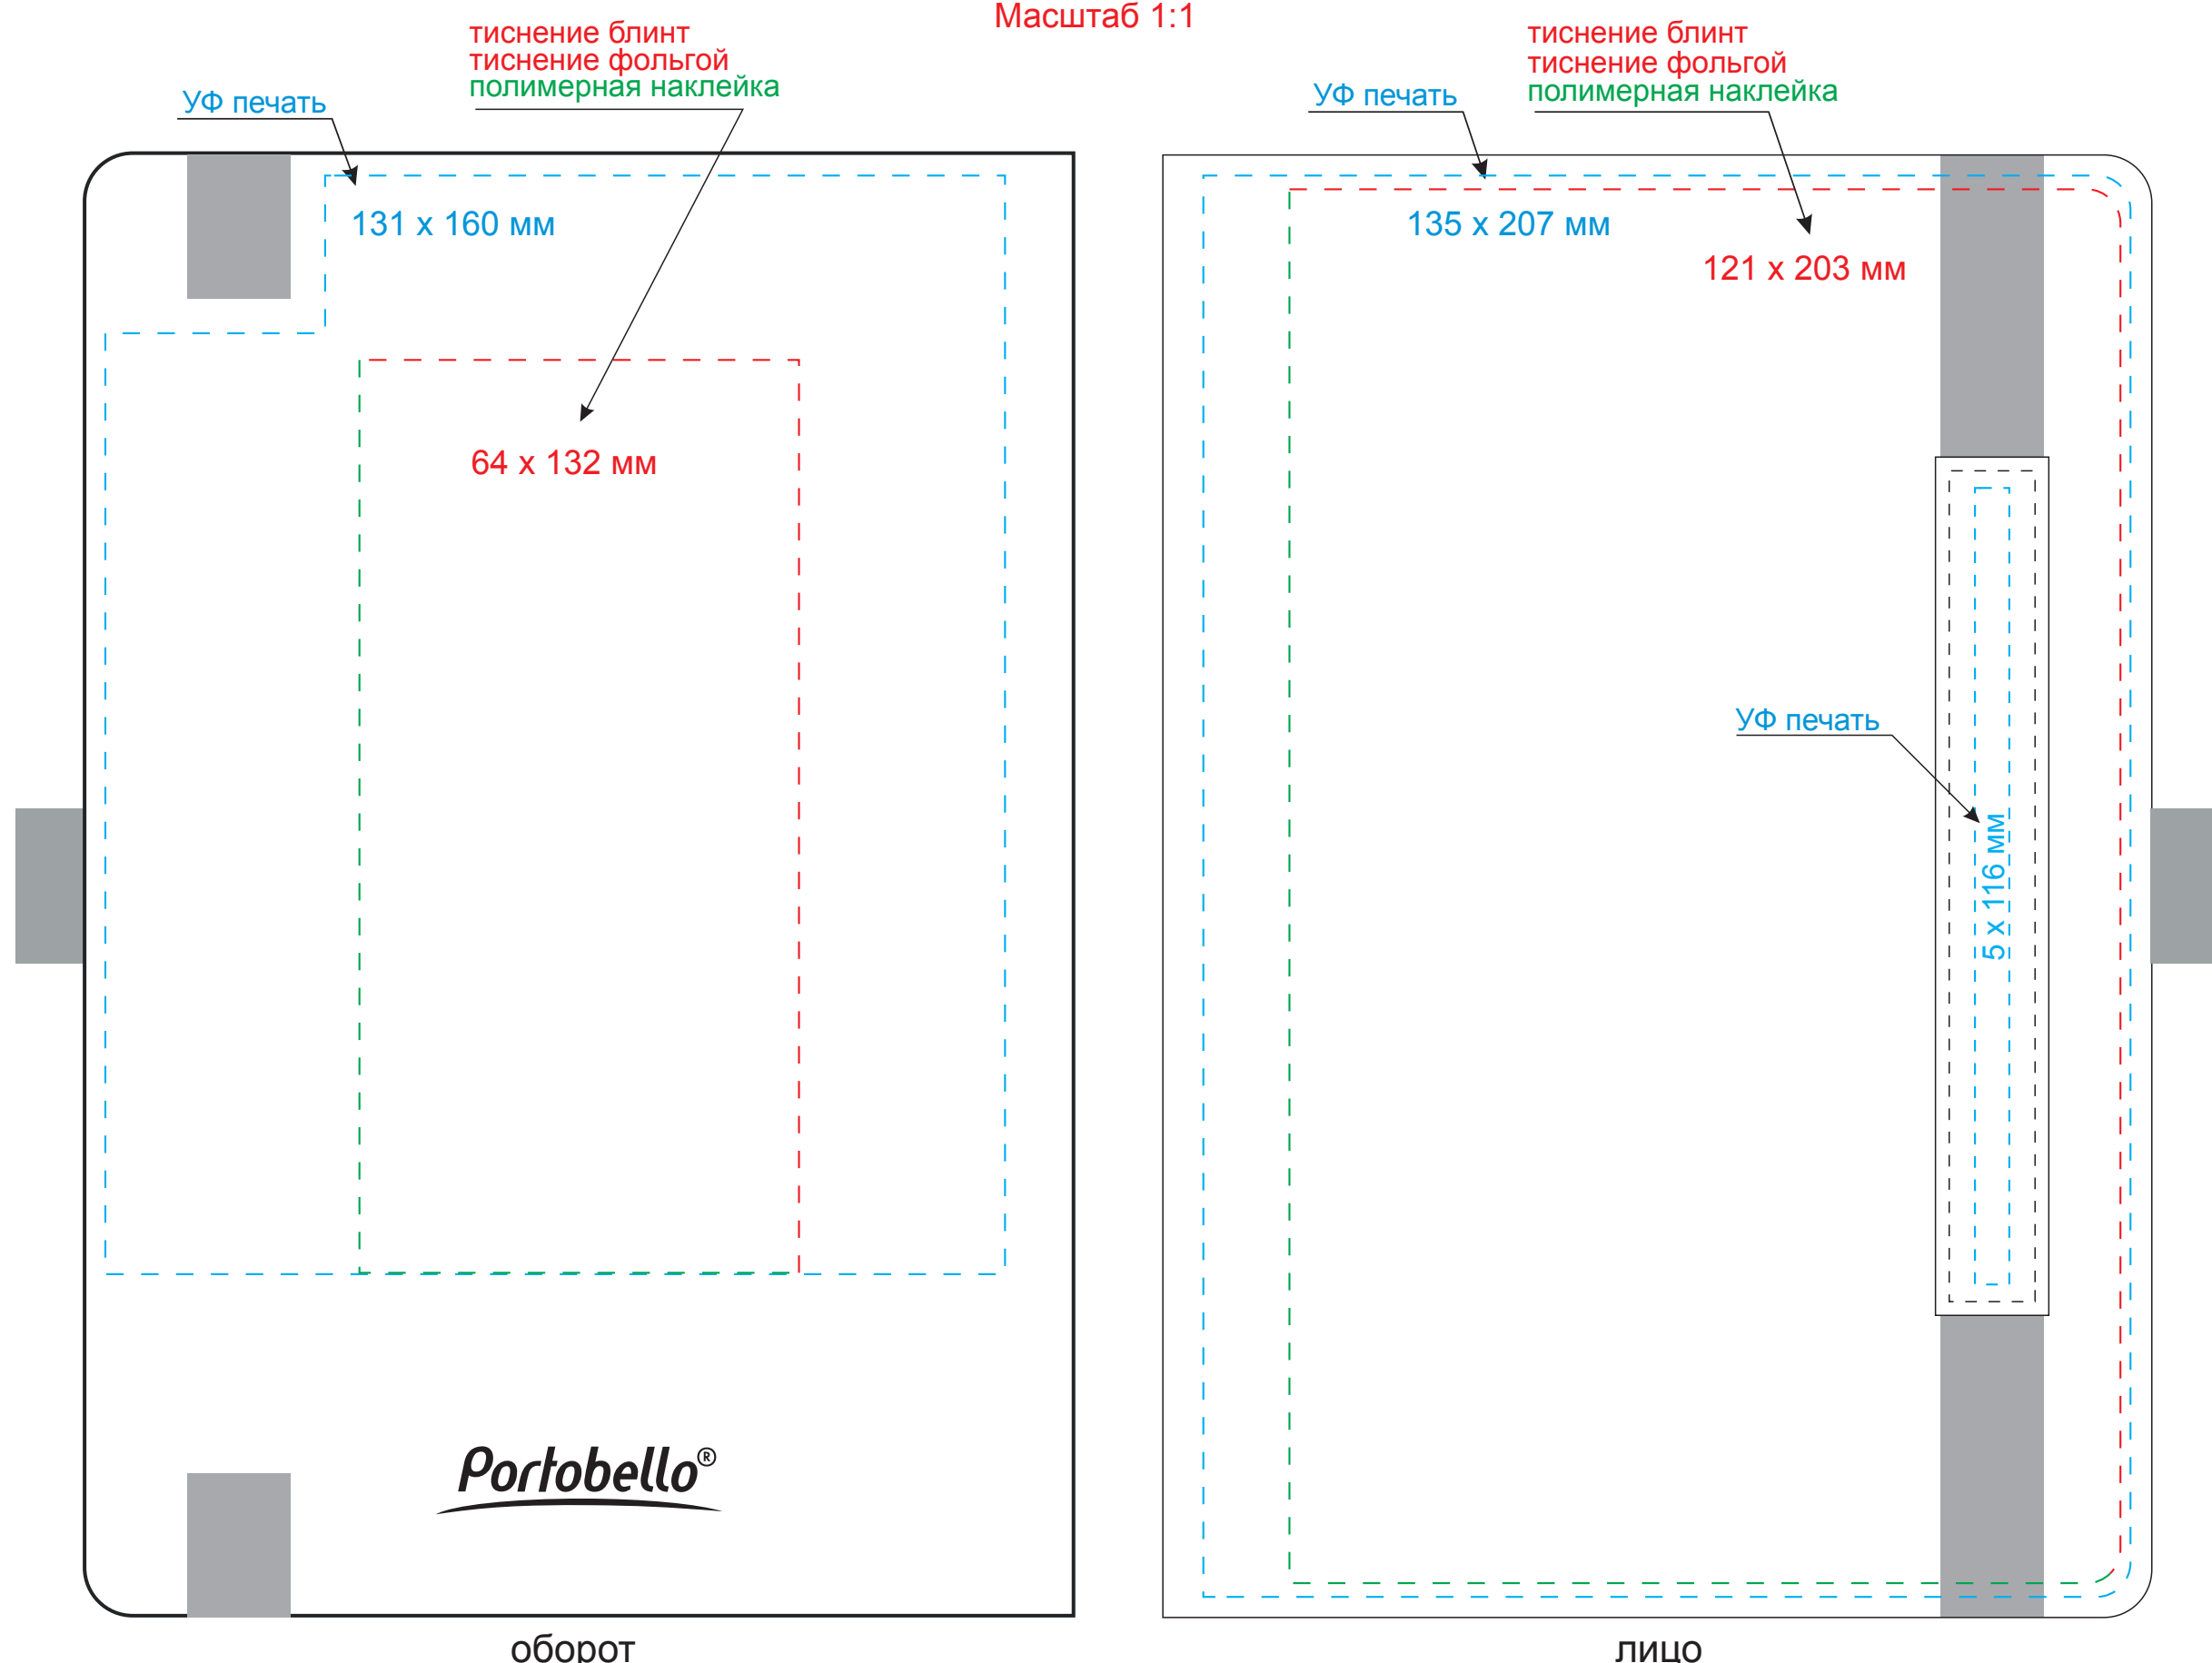 Масштаб 1:1
тиснение блинт
тиснение фольгой
полимерная наклейка
УФ печать
131 х 160 мм
64 х 132 мм
Portobello®
оборот
тиснение блинт
тиснение фольгой
полимерная наклейка
УФ печать
135 х 207 мм
121 х 203 мм
УФ печать
5 х 116 мм
лицо